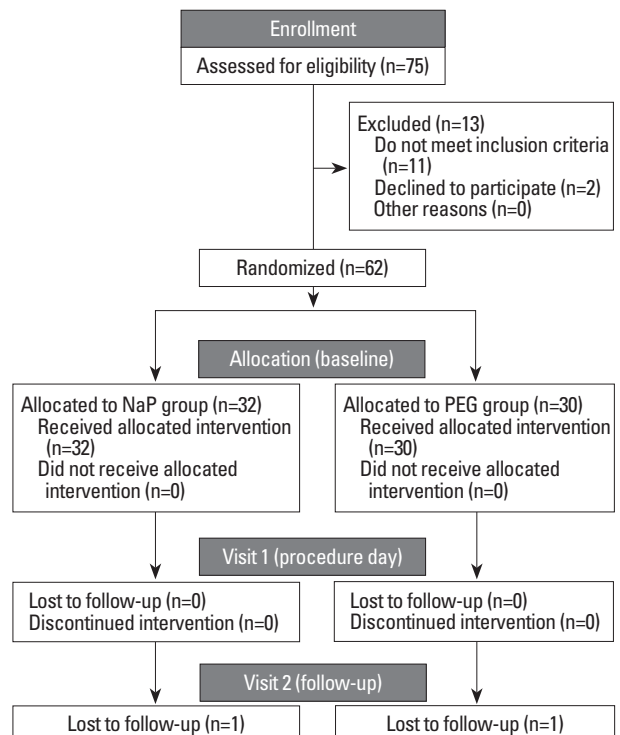 Enrollment
Assessed for eligibility (n=75)
Excluded (n=13)
Do not meet inclusion criteria
(n=11)
Declined to participate (n=2)
Other reasons (n=0)
Randomized (n=62)
Allocation (baseline)
Allocated to NaP group (n=32)
Received allocated intervention
(n=32)
Did not receive allocated
intervention (n=0)
Allocated to PEG group (n=30)
Received allocated intervention
(n=30)
Did not receive allocated
intervention (n=0)
Visit 1 (procedure day)
Lost to follow-up (n=0)
Discontinued intervention (n=0)
Lost to follow-up (n=0)
Discontinued intervention (n=0)
Visit 2 (follow-up)
Lost to follow-up (n=1)
Lost to follow-up (n=1)